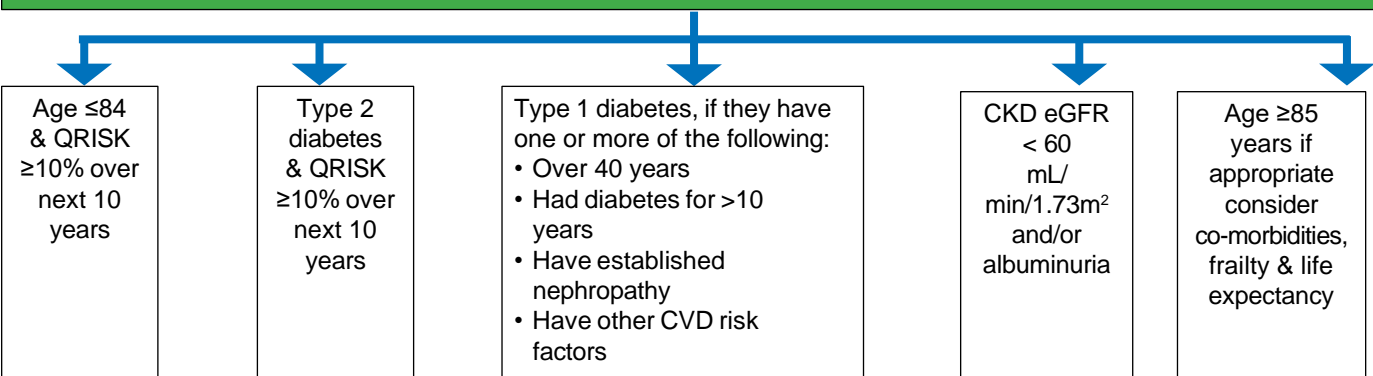 Age ≤84
& QRISK
≥10% over
next 10
years
Type 2
diabetes
& QRISK
≥10% over
next 10
years
Type 1 diabetes, if they have
one or more of the following:
• Over 40 years
• Had diabetes for >10
years
• Have established
nephropathy
• Have other CVD risk
factors
CKD eGFR
< 60
mL/
min/1.73m²
and/or
albuminuria
Age ≥85
years if
appropriate
consider
co-morbidities,
frailty & life
expectancy